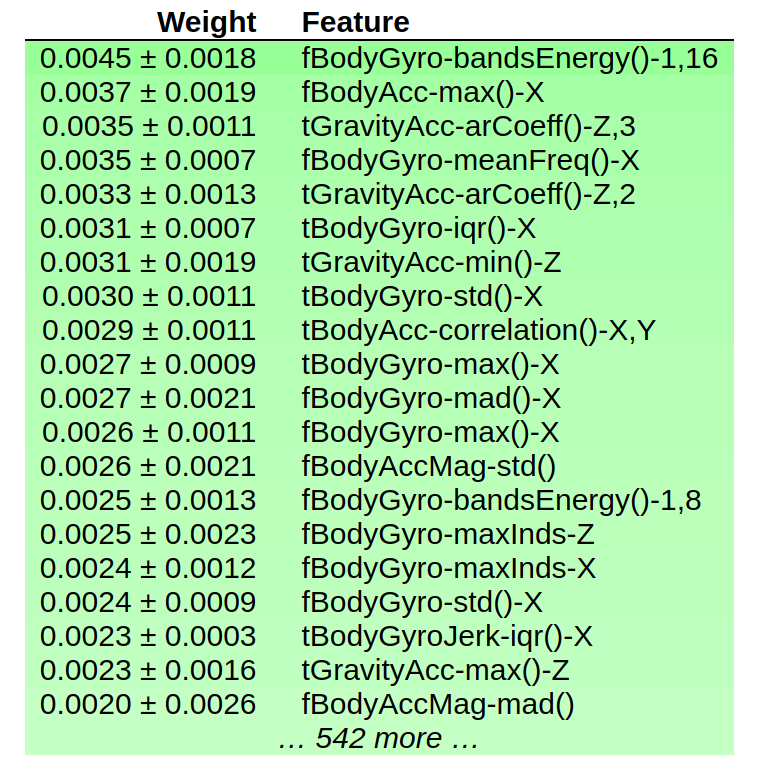 Weight Feature
0.0045 ± 0.0018 fBodyGyro-bandsEnergy()-1,16
0.0037 ± 0.0019 fBodyAcc-max()-X
0.0035 ± 0.0011 tGravityAcc-arCoeff()-Z,3
0.0035 ± 0.0007 fBodyGyro-meanFreq()-X
0.0033 ± 0.0013 tGravityAcc-arCoeff()-Z,2
0.0031 ± 0.0007 tBodyGyro-iqr()-X
0.0031 ± 0.0019 tGravityAcc-min()-Z
0.0030 ± 0.0011 tBodyGyro-std()-X
0.0029 ± 0.0011 tBodyAcc-correlation()-X,Y
0.0027 ± 0.0009 tBodyGyro-max()-X
0.0027 ± 0.0021 fBodyGyro-mad()-X
0.0026 ± 0.0011 fBodyGyro-max()-X
0.0026 ± 0.0021 fBodyAccMag-std()
0.0025 ± 0.0013 fBodyGyro-bandsEnergy()-1,8
0.0025 ± 0.0023 fBodyGyro-maxInds-Z
0.0024 ± 0.0012 fBodyGyro-maxInds-X
0.0024 ± 0.0009 fBodyGyro-std()-X
0.0023 ± 0.0003 tBodyGyroJerk-iqr()-X
0.0023 ± 0.0016 tGravityAcc-max()-Z
0.0020 ± 0.0026 fBodyAccMag-mad()
… 542 more …